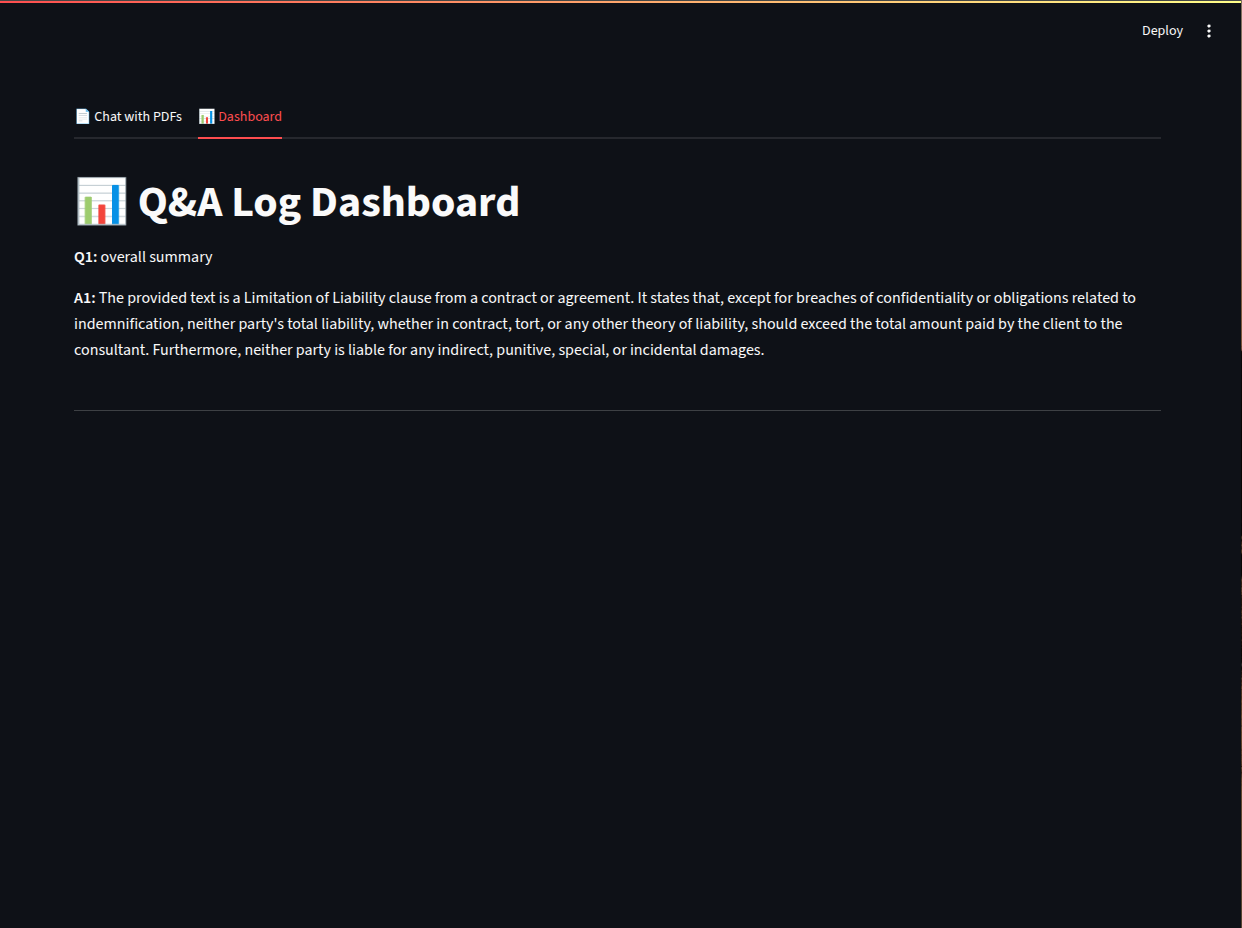 Deploy
Chat with PDFs
Dashboard
Q&A Log Dashboard
Q1: overall summary
A1: The provided text is a Limitation of Liability clause from a contract or agreement. It states that, except for breaches of confidentiality or obligations related to
indemnification, neither party's total liability, whether in contract, tort, or any other theory of liability, should exceed the total amount paid by the client to the
consultant. Furthermore, neither party is liable for any indirect, punitive, special, or incidental damages.